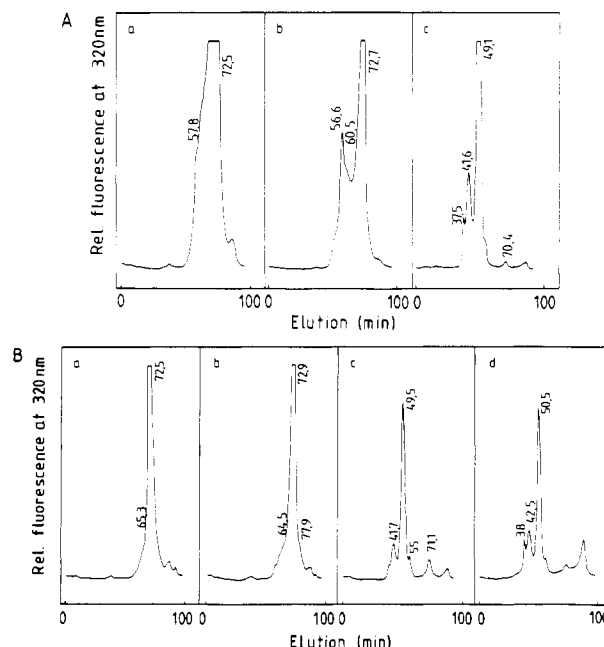 A
a
b
c
Rel. fluorescence at 320nm
57,8
72,5
56,6
60,5
72,7
37,5
41,6
49,1
70,4
0
100 0
100 0
100
Elution (min)
B
a
b
c
d
Rel. fluorescence at 320nm
65,3
72,5
64,5
72,9
77,9
41,7
49,5
55
71,1
38
42,5
50,5
0
100 0
100 0
100 0
100
Elution (min)